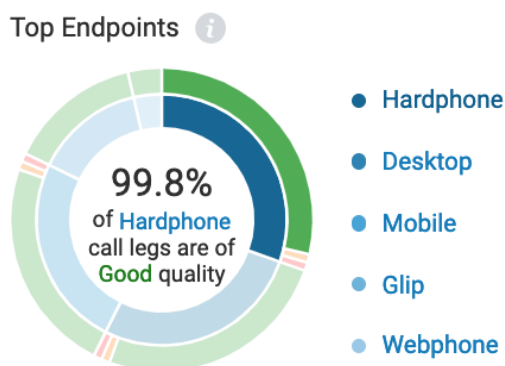 Top Endpoints i
99.8%
of Hardphone
call legs are of
Good quality
Hardphone
Desktop
Mobile
Glip
Webphone